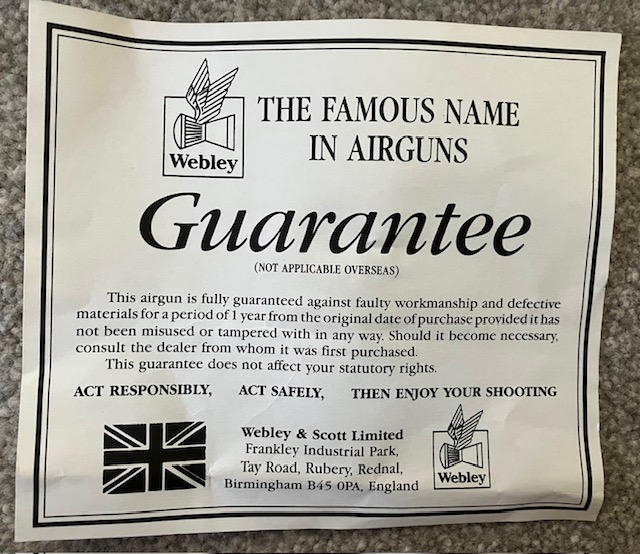 Webley
THE FAMOUS NAME
IN AIRGUNS
Guarantee
(NOT APPLICABLE OVERSEAS)
This airgun is fully guaranteed against faulty workmanship and defective
materials for a period of 1 year from the original date of purchase provided it has
not been misused or tampered with in any way. Should it become necessary,
consult the dealer from whom it was first purchased.
This guarantee does not affect your statutory rights.
ACT RESPONSIBLY, ACT SAFELY, THEN ENJOY YOUR SHOOTING
Webley & Scott Limited
Frankley Industrial Park,
Tay Road, Rubery, Rednal,
Birmingham B45 0PA, England
Webley